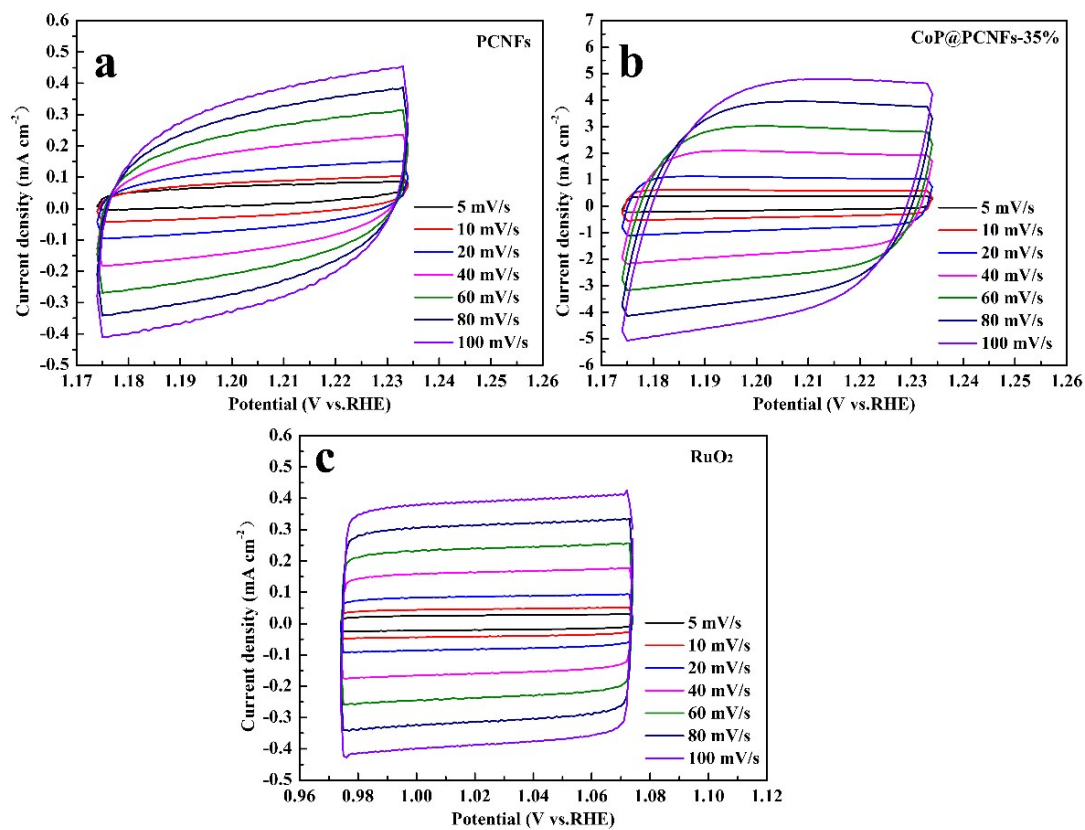 a
PCNFs
0.6
0.5
0.4
0.3
0.2
0.1
0.0
-0.1
-0.2
-0.3
-0.4
-0.5
Current density (mA cm-2)
5 mV/s
10 mV/s
20 mV/s
40 mV/s
60 mV/s
80 mV/s
100 mV/s
1.17 1.18 1.19 1.20 1.21 1.22 1.23 1.24 1.25 1.26
Potential (V vs.RHE)
b
CoP@PCNFs-35%
7
6
5
4
3
2
1
0
-1
-2
-3
-4
-5
-6
Current density (mA cm-2)
5 mV/s
10 mV/s
20 mV/s
40 mV/s
60 mV/s
80 mV/s
100 mV/s
1.17 1.18 1.19 1.20 1.21 1.22 1.23 1.24 1.25 1.26
Potential (V vs.RHE)
c
RuO2
0.6
0.5
0.4
0.3
0.2
0.1
0.0
-0.1
-0.2
-0.3
-0.4
-0.5
Current density (mA cm-2)
5 mV/s
10 mV/s
20 mV/s
40 mV/s
60 mV/s
80 mV/s
100 mV/s
0.96 0.98 1.00 1.02 1.04 1.06 1.08 1.10 1.12
Potential (V vs.RHE)